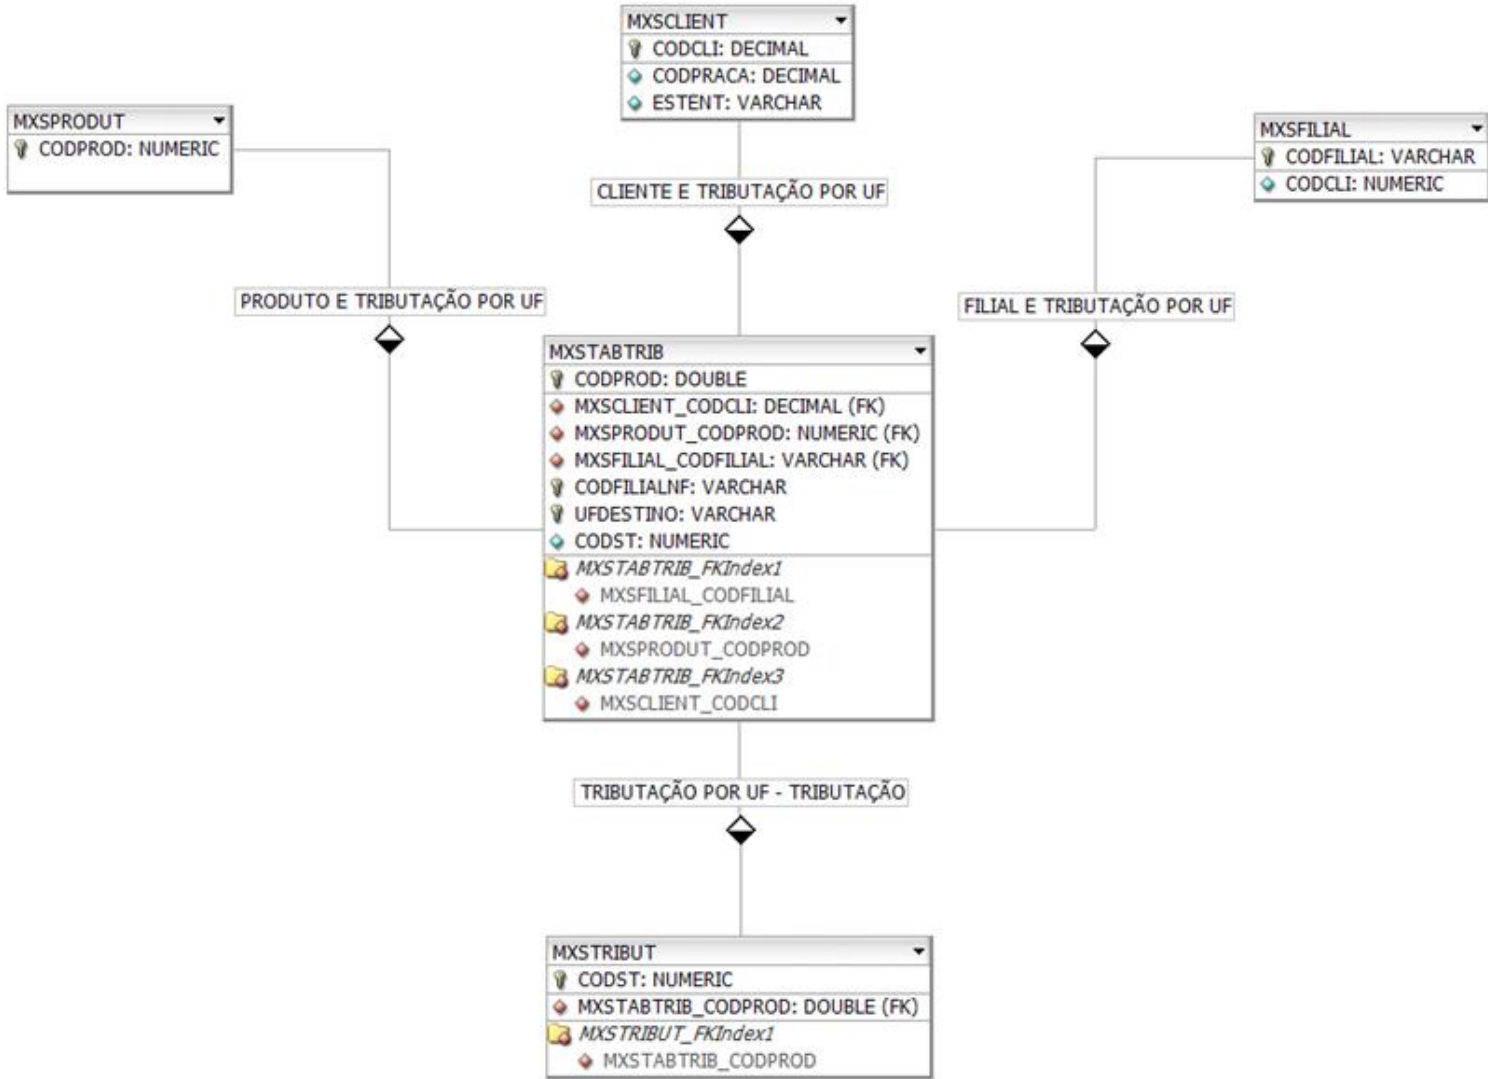 MXSCLIENT
CODCLI: DECIMAL
CODPRACA: DECIMAL
ESTENT: VARCHAR
MXSPRODUT
CODPROD: NUMERIC
MXSFILIAL
CODFILIAL: VARCHAR
CODCLI: NUMERIC
CLIENTE E TRIBUTAÇÃO POR UF
PRODUTO E TRIBUTAÇÃO POR UF
FILIAL E TRIBUTAÇÃO POR UF
MXSTABTRIB
CODPROD: DOUBLE
MXSCLIENT_CODCLI: DECIMAL (FK)
MXSPRODUT_CODPROD: NUMERIC (FK)
MXSFILIAL_CODFILIAL: VARCHAR (FK)
CODFILIALNF: VARCHAR
UFDESTINO: VARCHAR
CODST: NUMERIC
MXSTABTRIB_FKIndex1
MXSFILIAL_CODFILIAL
MXSTABTRIB_FKIndex2
MXSPRODUT_CODPROD
MXSTABTRIB_FKIndex3
MXSCLIENT_CODCLI
TRIBUTAÇÃO POR UF - TRIBUTAÇÃO
MXSTRIBUT
CODST: NUMERIC
MXSTABTRIB_CODPROD: DOUBLE (FK)
MXSTRIBUT_FKIndex1
MXSTABTRIB_CODPROD